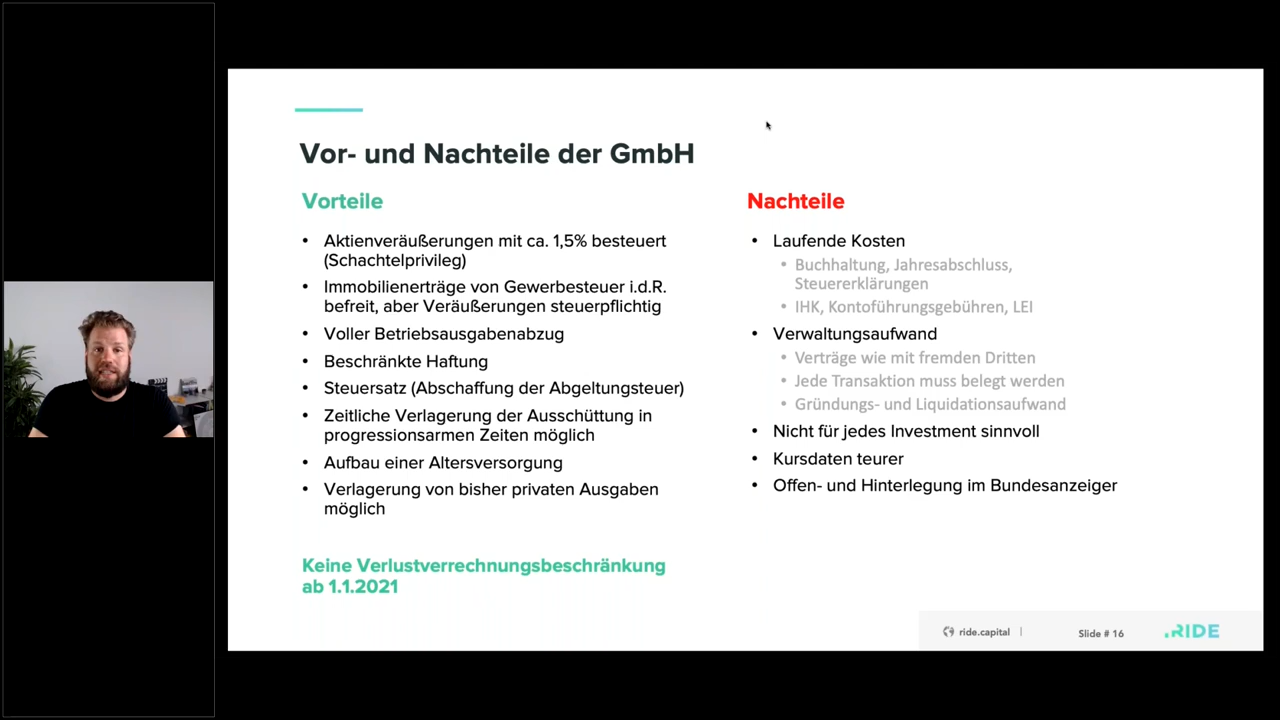 Vor- und Nachteile der GmbH
Vorteile
• Aktienveräußerungen mit ca. 1,5% besteuert
(Schachtelprivileg)
• Immobilienerträge von Gewerbesteuer i.d.R.
befreit, aber Veräußerungen steuerpflichtig
• Voller Betriebsausgabenabzug
• Beschränkte Haftung
• Steuersatz (Abschaffung der Abgeltungsteuer)
• Zeitliche Verlagerung der Ausschüttung in
progressionsarmen Zeiten möglich
• Aufbau einer Altersversorgung
• Verlagerung von bisher privaten Ausgaben
möglich
Keine Verlustverrechnungsbeschränkung
ab 1.1.2021
Nachteile
• Laufende Kosten
• Buchhaltung, Jahresabschluss,
Steuererklärungen
• IHK, Kontoführungsgebühren, LEI
• Verwaltungsaufwand
• Verträge wie mit fremden Dritten
• Jede Transaktion muss belegt werden
• Gründungs- und Liquidationsaufwand
• Nicht für jedes Investment sinnvoll
• Kursdaten teurer
• Offen- und Hinterlegung im Bundesanzeiger
ride.capital |
Slide # 16
.RIDE